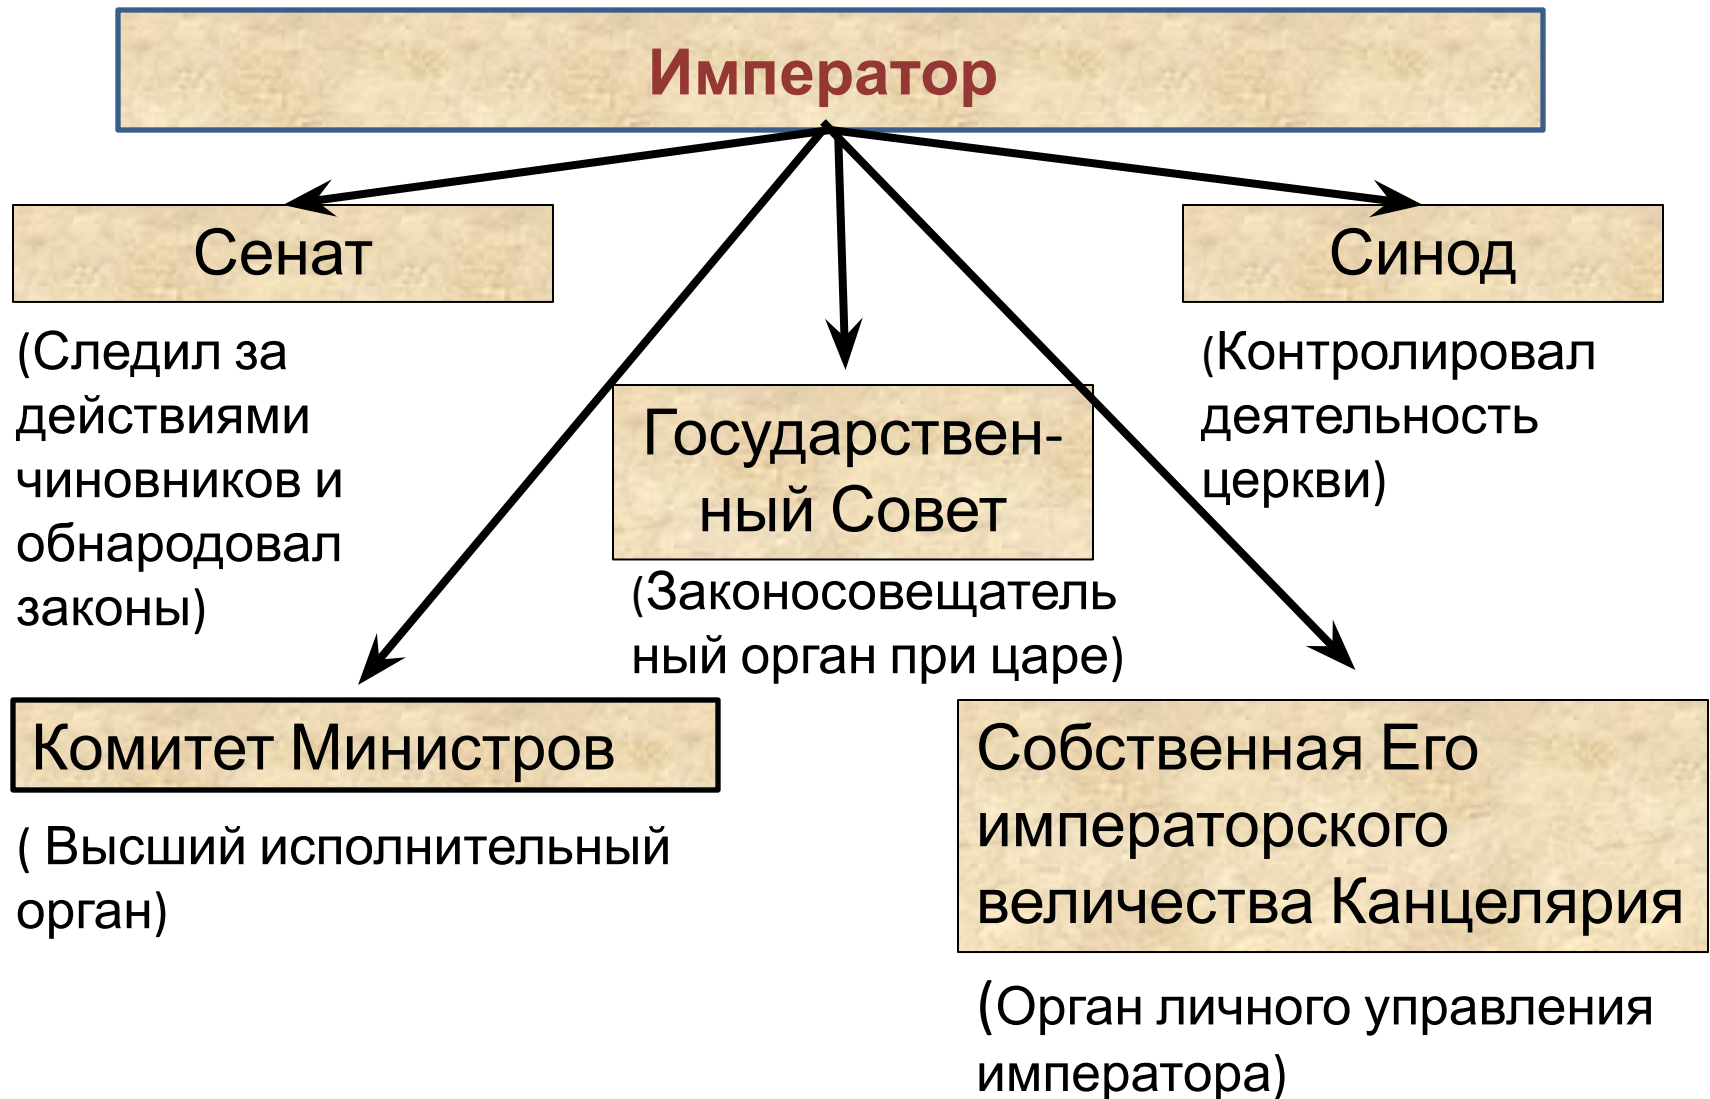 Император
Сенат
(Следил за
действиями
чиновников и
обнародовал
законы)
Государствен-
ный Совет
(Законосовещатель
ный орган при царе)
Синод
(Контролировал
деятельность
церкви)
Комитет Министров
( Высший исполнительный
орган)
Собственная Его
императорского
величества Канцелярия
(Орган личного управления
императора)